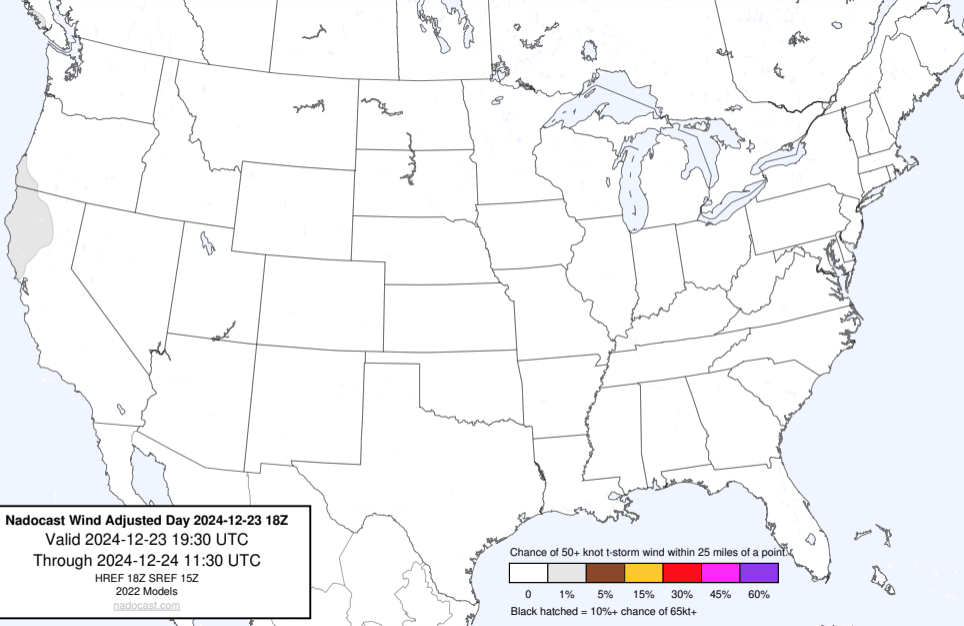 Nadocast Wind Adjusted Day 2024-12-23 18Z
Valid 2024-12-23 19:30 UTC
Through 2024-12-24 11:30 UTC
HREF 18Z SREF 15Z
2022 Models
nadocast.com
Chance of 50+ knot t-storm wind within 25 miles of a point.
0 1% 5% 15% 30% 45% 60%
Black hatched = 10%+ chance of 65kt+